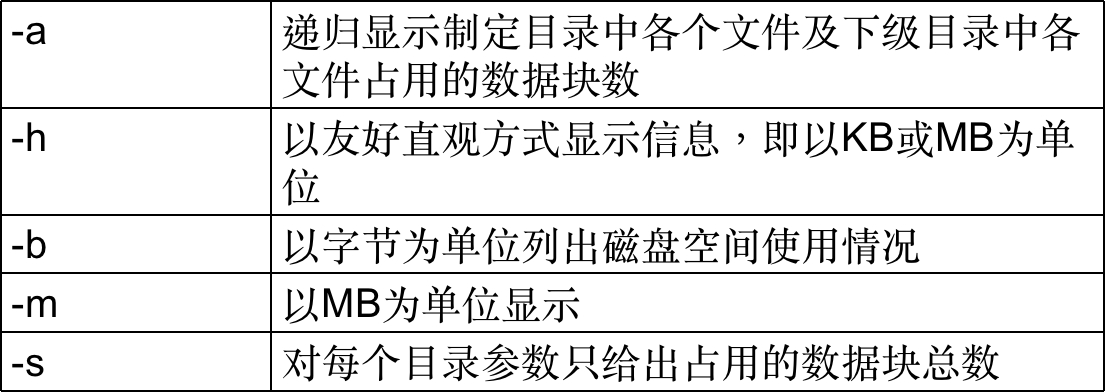 -a 递归显示制定目录中各个文件及下级目录中各
文件占用的数据块数
-h 以友好直观方式显示信息，即以KB或MB为单
位
-b 以字节为单位列出磁盘空间使用情况
-m 以MB为单位显示
-s 对每个目录参数只给出占用的数据块总数